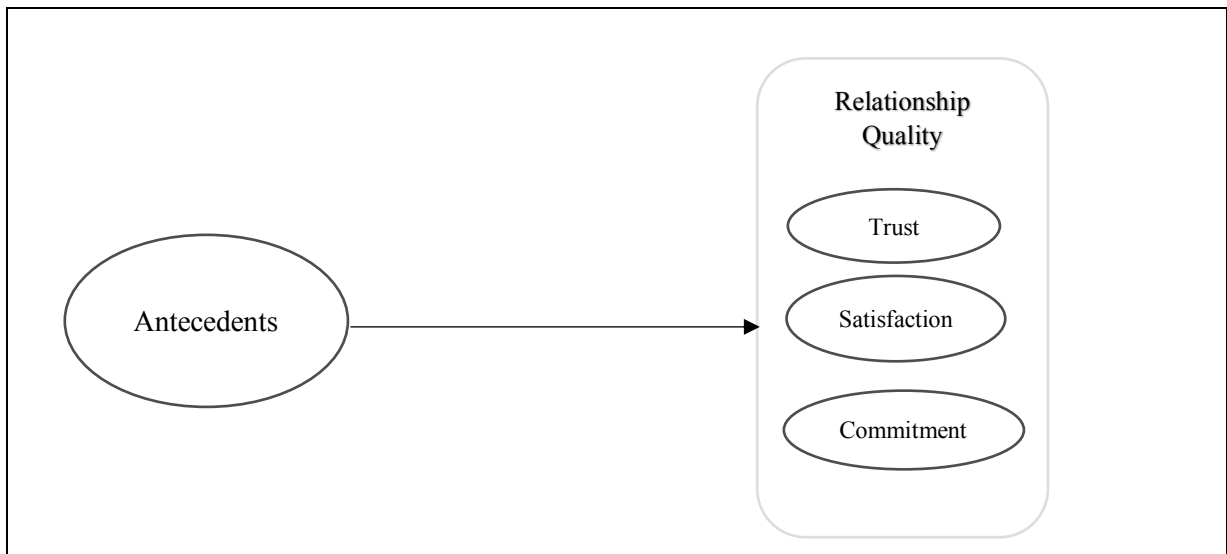 Relationship
Quality
Trust
Antecedents
Satisfaction
Commitment